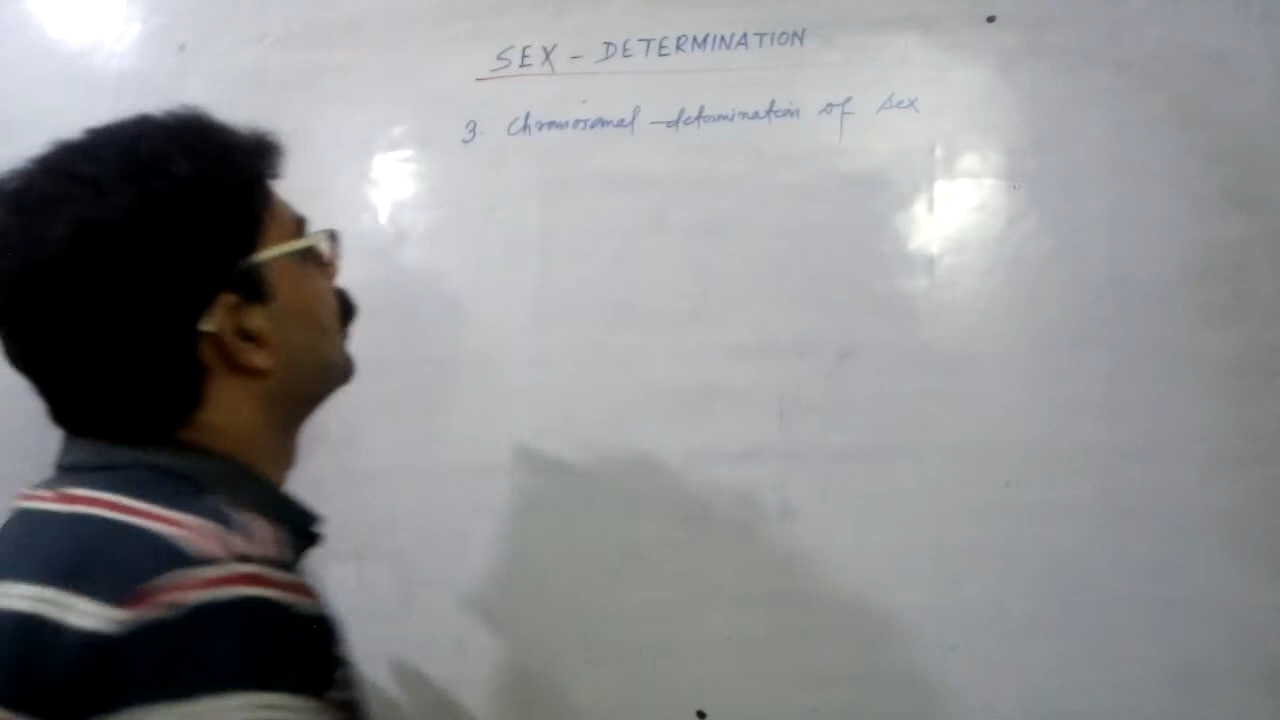 SEX - DETERMINATION
3. Chromosomal - determination of sex